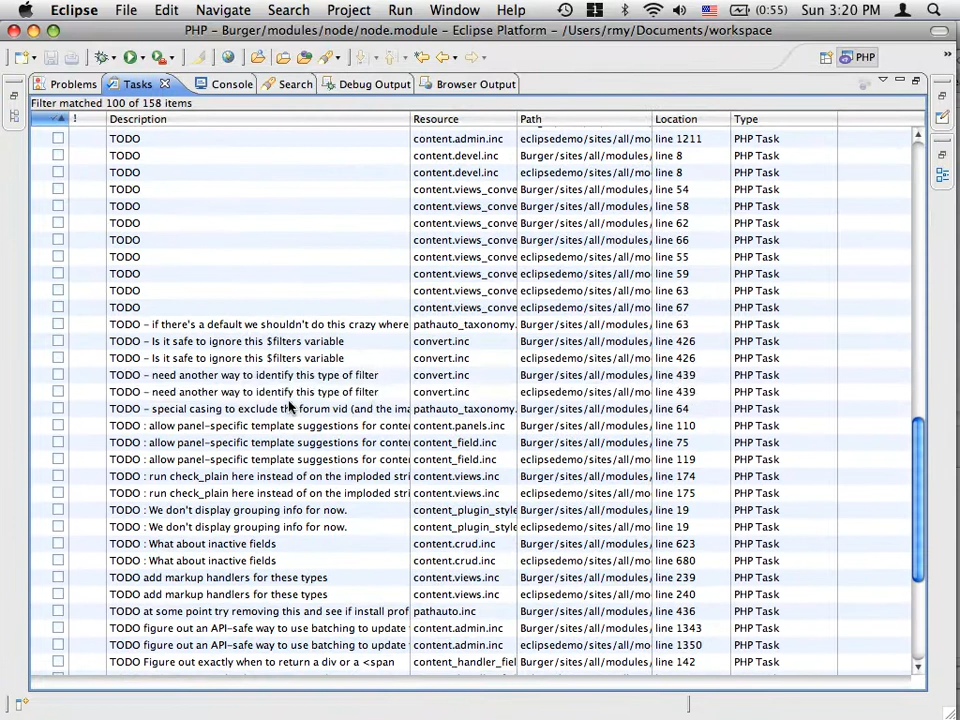 Eclipse File Edit Navigate Search Project Run Window Help (0:55) Sun 3:20 PM
PHP – Burger/modules/node/node.module – Eclipse Platform – /Users/rmy/Documents/workspace
PHP »
Problems Tasks Console Search Debug Output Browser Output
Filter matched 100 of 158 items
! Description Resource Path Location Type
TODO content.admin.inc eclipsedemo/sites/all/mo line 1211 PHP Task
TODO content.devel.inc Burger/sites/all/modules, line 8 PHP Task
TODO content.devel.inc eclipsedemo/sites/all/mo line 8 PHP Task
TODO content.views_conve Burger/sites/all/modules, line 54 PHP Task
TODO content.views_conve Burger/sites/all/modules, line 58 PHP Task
TODO content.views_conve Burger/sites/all/modules, line 62 PHP Task
TODO content.views_conve Burger/sites/all/modules, line 66 PHP Task
TODO content.views_conve eclipsedemo/sites/all/mo line 55 PHP Task
TODO content.views_conve eclipsedemo/sites/all/mo line 59 PHP Task
TODO content.views_conve eclipsedemo/sites/all/mo line 63 PHP Task
TODO content.views_conve eclipsedemo/sites/all/mo line 67 PHP Task
TODO – if there's a default we shouldn't do this crazy where pathauto_taxonomy. Burger/sites/all/modules, line 63 PHP Task
TODO – Is it safe to ignore this $filters variable convert.inc Burger/sites/all/modules, line 426 PHP Task
TODO – Is it safe to ignore this $filters variable convert.inc eclipsedemo/sites/all/mo line 426 PHP Task
TODO – need another way to identify this type of filter convert.inc Burger/sites/all/modules, line 439 PHP Task
TODO – need another way to identify this type of filter convert.inc eclipsedemo/sites/all/mo line 439 PHP Task
TODO – special casing to exclude the forum vid (and the ima pathauto_taxonomy. Burger/sites/all/modules, line 64 PHP Task
TODO : allow panel-specific template suggestions for conte content.panels.inc Burger/sites/all/modules, line 110 PHP Task
TODO : allow panel-specific template suggestions for conte content_field.inc Burger/sites/all/modules, line 75 PHP Task
TODO : allow panel-specific template suggestions for conte content_field.inc eclipsedemo/sites/all/mo line 119 PHP Task
TODO : run check_plain here instead of on the imploded stri content.views.inc Burger/sites/all/modules, line 174 PHP Task
TODO : run check_plain here instead of on the imploded stri content.views.inc eclipsedemo/sites/all/mo line 175 PHP Task
TODO : We don't display grouping info for now. content_plugin_style Burger/sites/all/modules, line 19 PHP Task
TODO : We don't display grouping info for now. content_plugin_style eclipsedemo/sites/all/mo line 19 PHP Task
TODO : What about inactive fields content.crud.inc Burger/sites/all/modules, line 623 PHP Task
TODO : What about inactive fields content.crud.inc eclipsedemo/sites/all/mo line 680 PHP Task
TODO add markup handlers for these types content.views.inc Burger/sites/all/modules, line 239 PHP Task
TODO add markup handlers for these types content.views.inc eclipsedemo/sites/all/mo line 240 PHP Task
TODO at some point try removing this and see if install prof pathauto.inc Burger/sites/all/modules, line 436 PHP Task
TODO figure out an API-safe way to use batching to update content.admin.inc Burger/sites/all/modules, line 1343 PHP Task
TODO figure out an API-safe way to use batching to update content.admin.inc eclipsedemo/sites/all/mo line 1350 PHP Task
TODO Figure out exactly when to return a div or a <span content_handler_fiel Burger/sites/all/modules, line 142 PHP Task